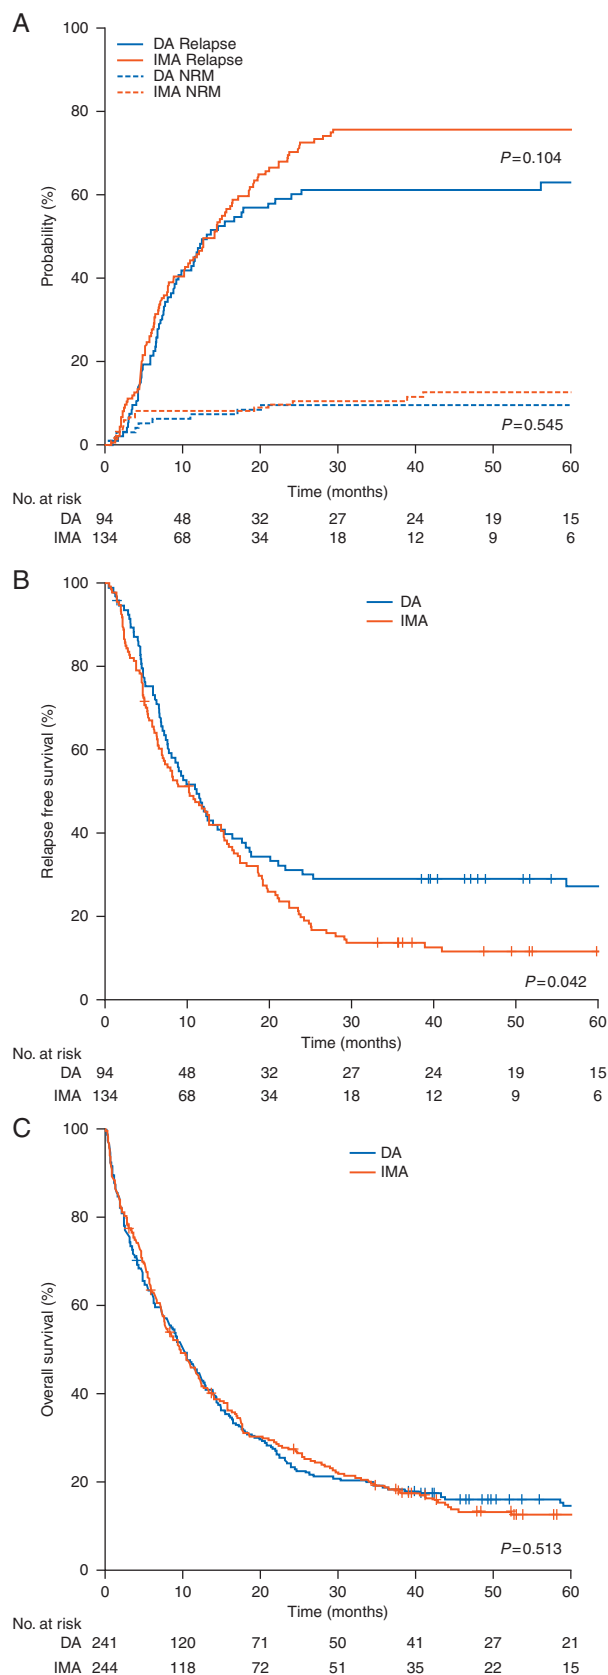 A
100
80
60
40
20
0
Probability (%)
DA Relapse
IMA Relapse
DA NRM
IMA NRM
P=0.104
P=0.545
0 10 20 30 40 50 60
Time (months)
No. at risk
DA 94 48 32 27 24 19 15
IMA 134 68 34 18 12 9 6
B
100
80
60
40
20
0
Relapse free survival (%)
DA
IMA
P=0.042
0 10 20 30 40 50 60
Time (months)
No. at risk
DA 94 48 32 27 24 19 15
IMA 134 68 34 18 12 9 6
C
100
80
60
40
20
0
Overall survival (%)
DA
IMA
P=0.513
0 10 20 30 40 50 60
Time (months)
No. at risk
DA 241 120 71 50 41 27 21
IMA 244 118 72 51 35 22 15